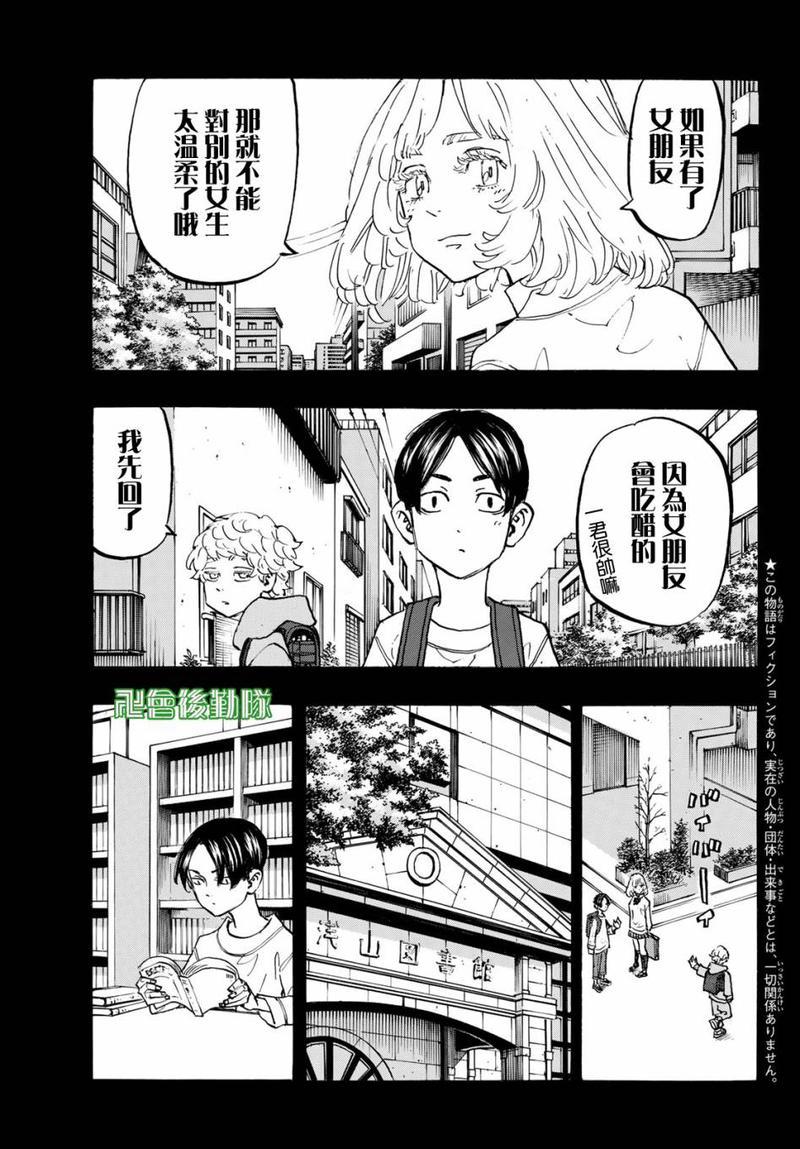 如果有了
女朋友
那就不能
對別的女生
太温柔了哦
因為女朋友
會吃醋的
一君很帥嘛
我先回了
バイバーイ
浅山図書館
卍會後勤隊
★この物語はフィクションであり、実在の人物・団体・出来事などとは、一切関係ありません。